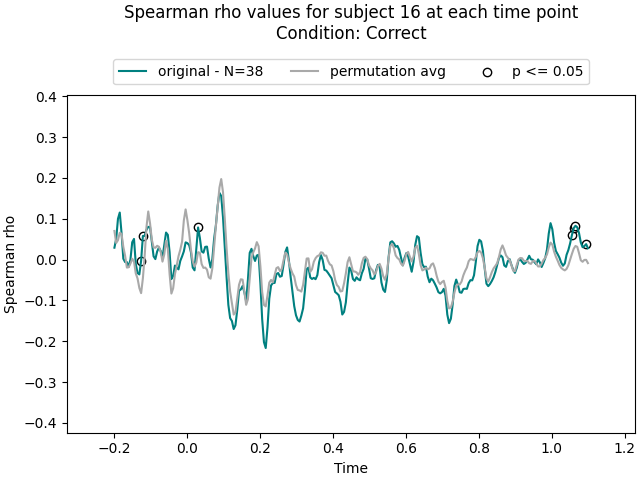 Spearman rho values for subject 16 at each time point
Condition: Correct
original - N=38 permutation avg p <= 0.05
0.4
0.3
0.2
0.1
0.0
−0.1
−0.2
−0.3
−0.4
Spearman rho
−0.2 0.0 0.2 0.4 0.6 0.8 1.0 1.2
Time